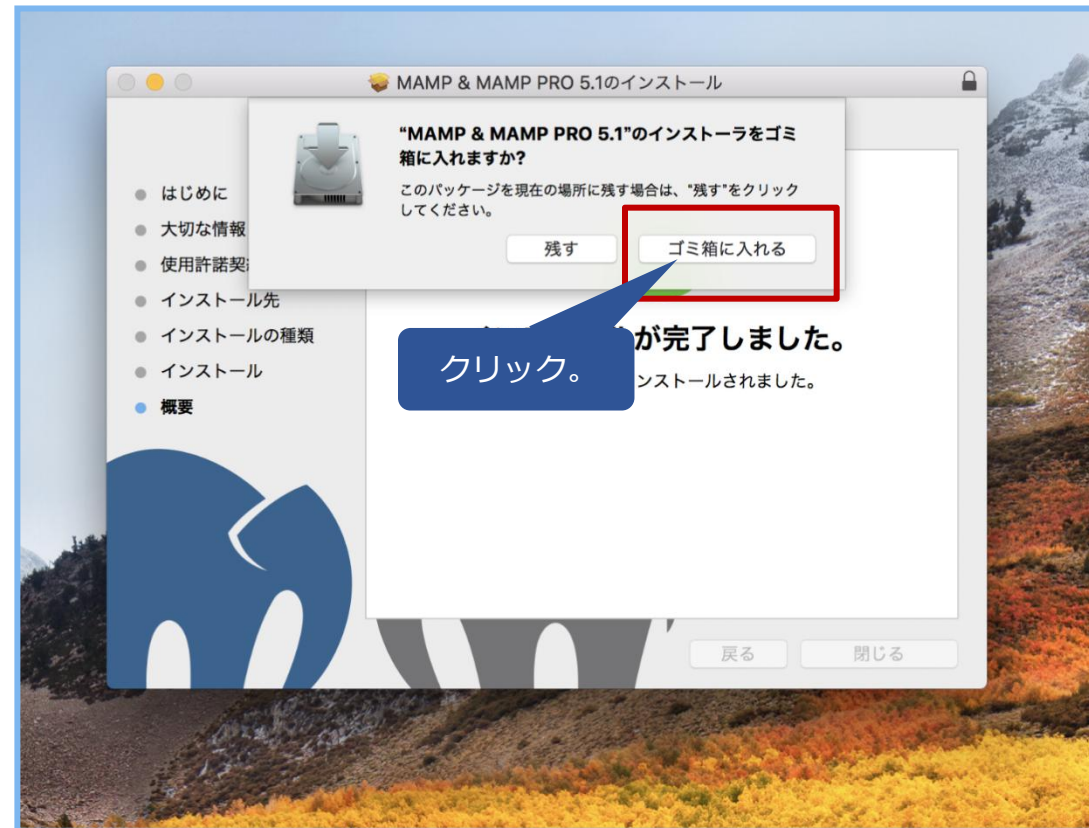 MAMP & MAMP PRO 5.1のインストール
“MAMP & MAMP PRO 5.1”のインストーラをゴミ
箱に入れますか?
このパッケージを現在の場所に残す場合は、“残す”をクリック
してください。
残す
ゴミ箱に入れる
はじめに
大切な情報
使用許諾契
インストール先
インストールの種類
インストール
概要
が完了しました。
ンストールされました。
クリック。
戻る
閉じる